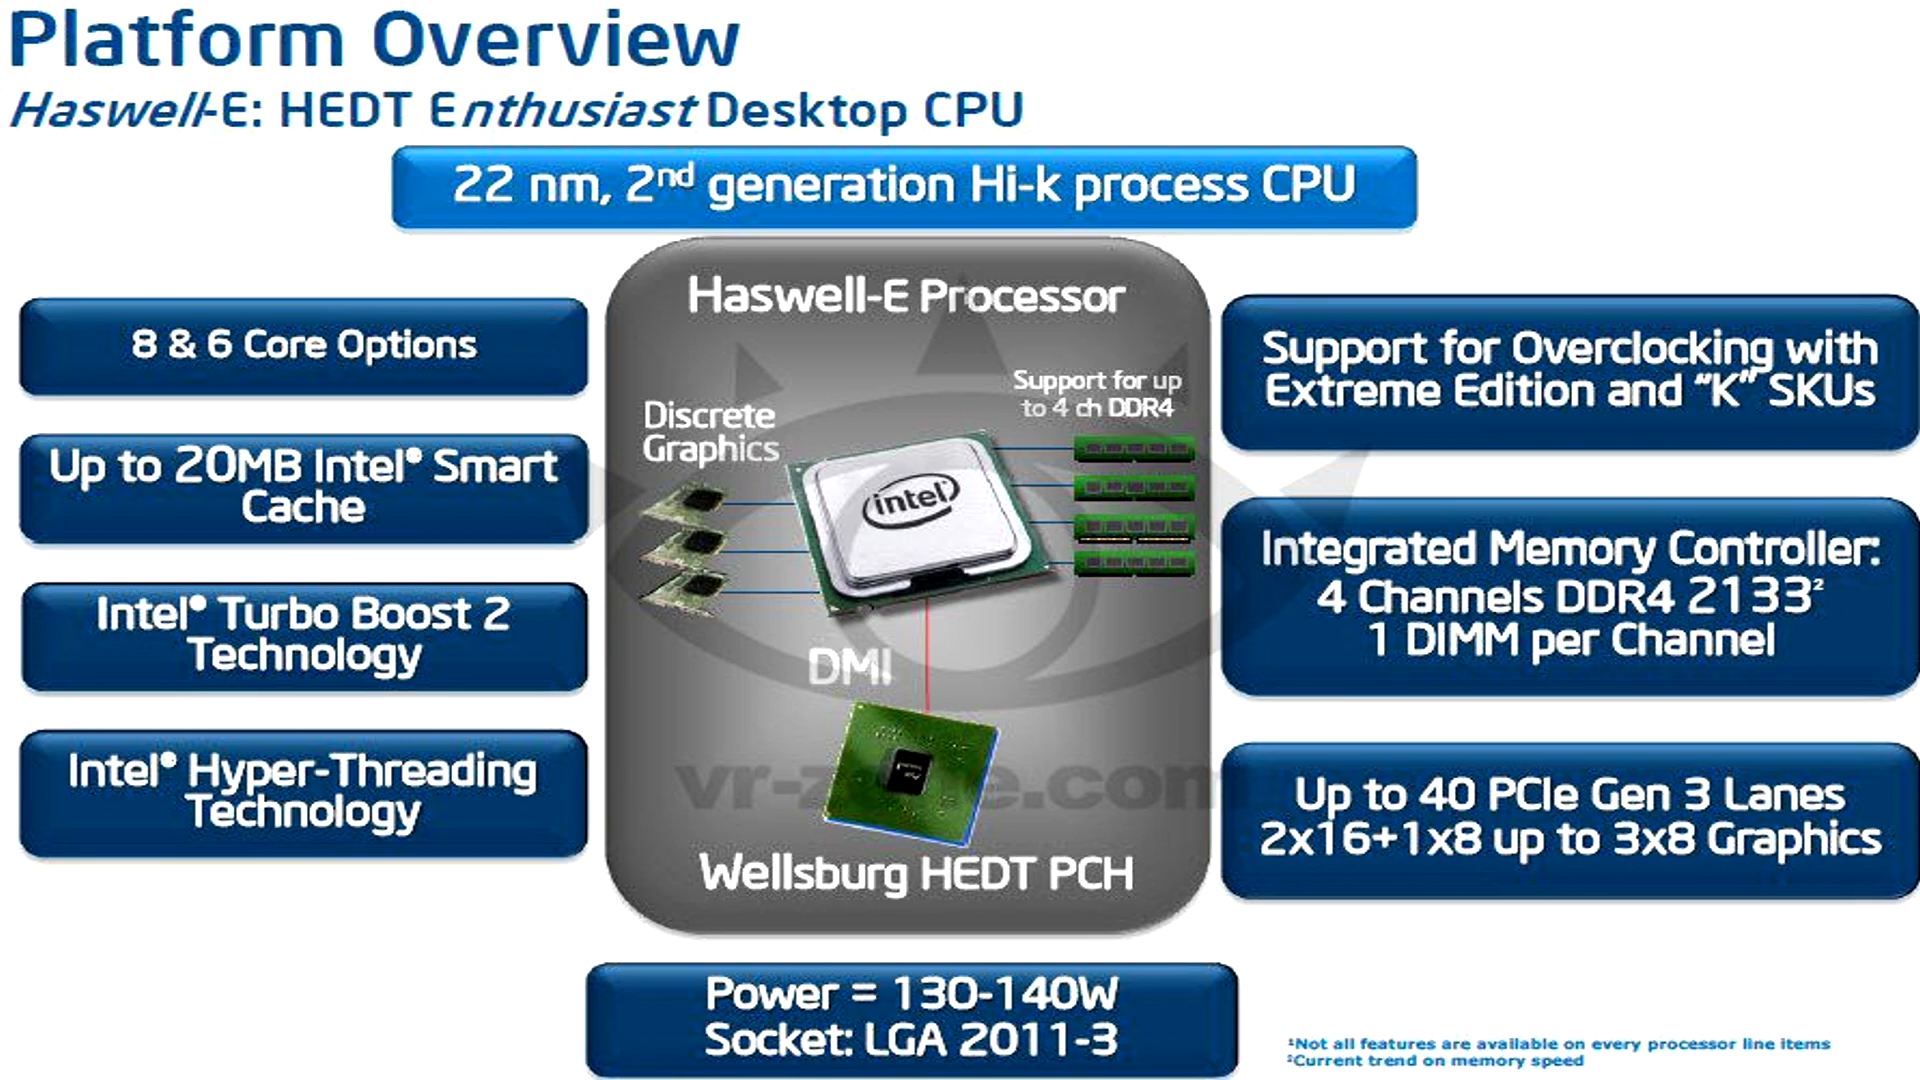 Platform Overview
Haswell-E: HEDT Enthusiast Desktop CPU
22 nm, 2nd generation Hi-k process CPU
8 & 6 Core Options
Up to 20MB Intel® Smart
Cache
Intel® Turbo Boost 2
Technology
Intel® Hyper-Threading
Technology
Haswell-E Processor
Support for up
to 4 ch DDR4
Discrete
Graphics
intel
DMI
vr-zone.com
Wellsburg HEDT PCH
Support for Overclocking with
Extreme Edition and “K” SKUs
Integrated Memory Controller:
4 Channels DDR4 2133²
1 DIMM per Channel
Up to 40 PCIe Gen 3 Lanes
2x16+1x8 up to 3x8 Graphics
Power = 130-140W
Socket: LGA 2011-3
¹Not all features are available on every processor line items
²Current trend on memory speed